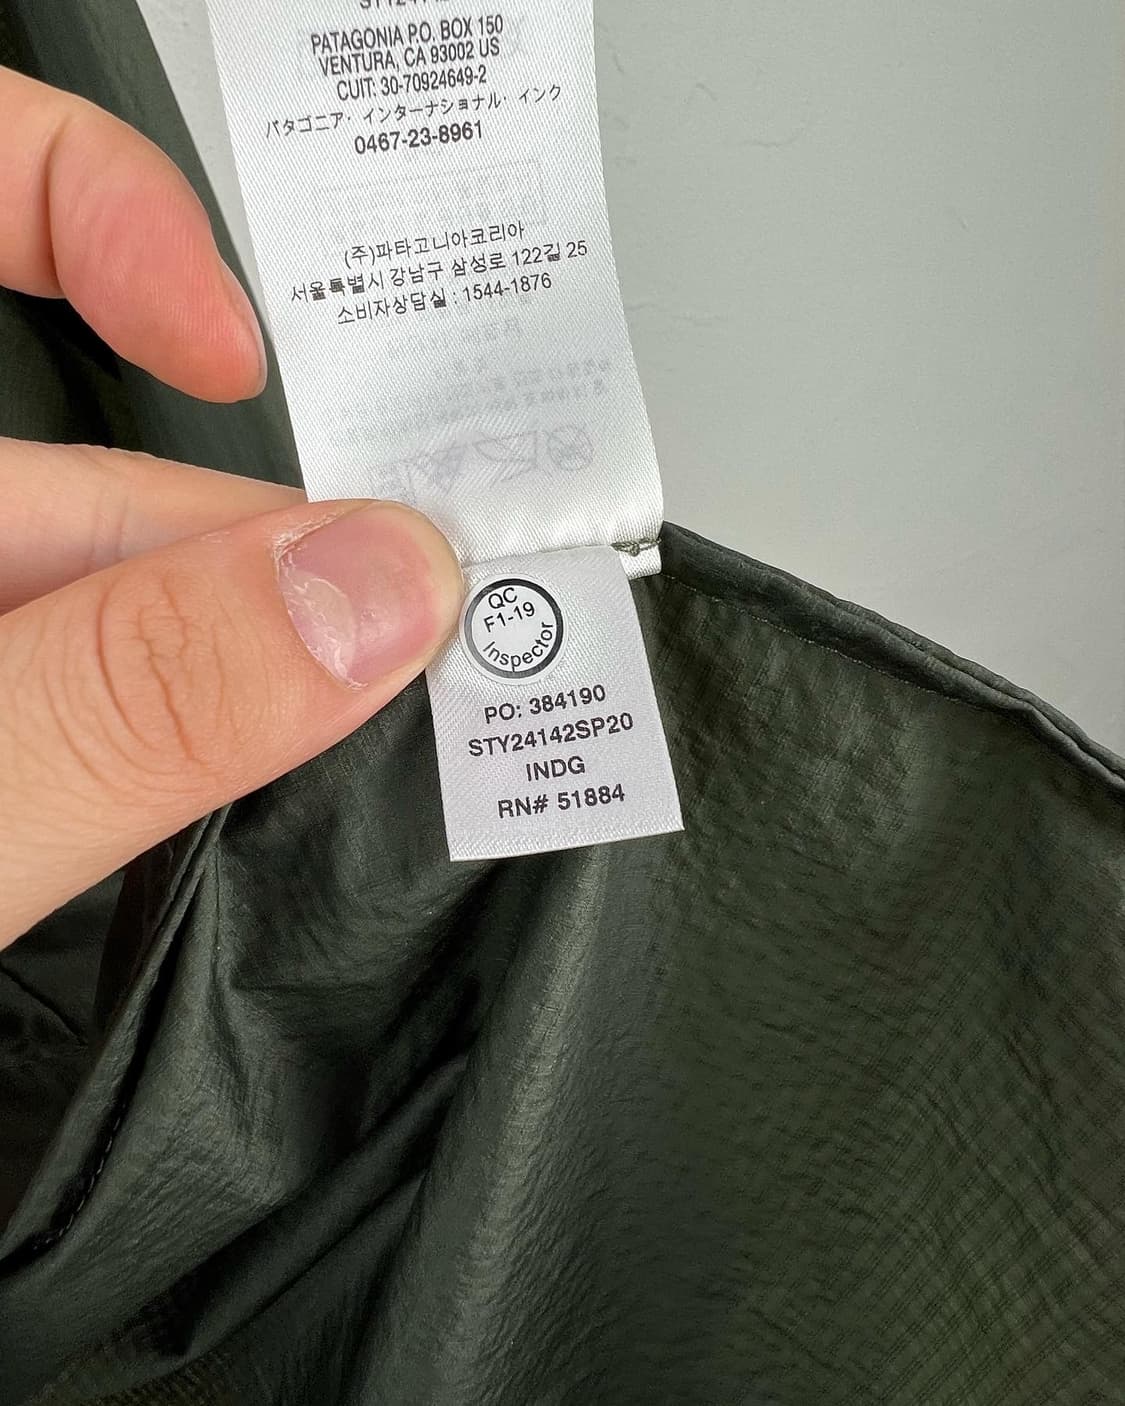 PATAGONIA P.O. BOX 150
VENTURA, CA 93002 US
CUIT: 30-70924649-2
パタゴニア・インターナショナル・インク
0467-23-8961
(주)파타고니아코리아
서울특별시 강남구 삼성로 122길 25
소비자상담실 : 1544-1876
QC
F1-19
Inspector
PO: 384190
STY24142SP20
INDG
RN# 51884